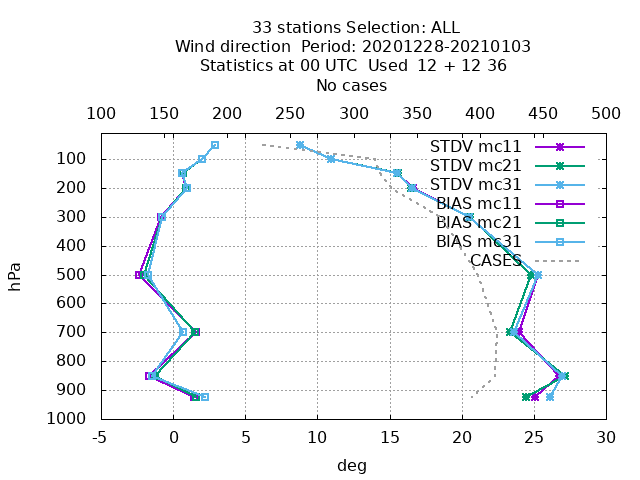 33 stations Selection: ALL
Wind direction  Period: 20201228-20210103
Statistics at 00 UTC  Used  12 + 12 36
No cases
100 150 200 250 300 350 400 450 500
STDV mc11
STDV mc21
STDV mc31
BIAS mc11
BIAS mc21
BIAS mc31
CASES
100
200
300
400
500
600
700
800
900
1000
hPa
-5 0 5 10 15 20 25 30
deg